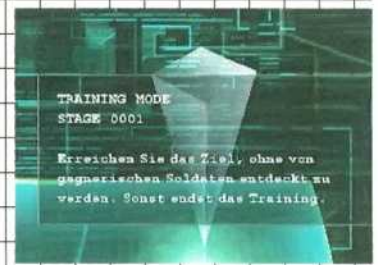 TRAINING MODE
STAGE 0001
Erreichen Sie das Ziel, ohne von
gegnerischen Soldaten entdeckt zu
werden. Sonst endet das Training.